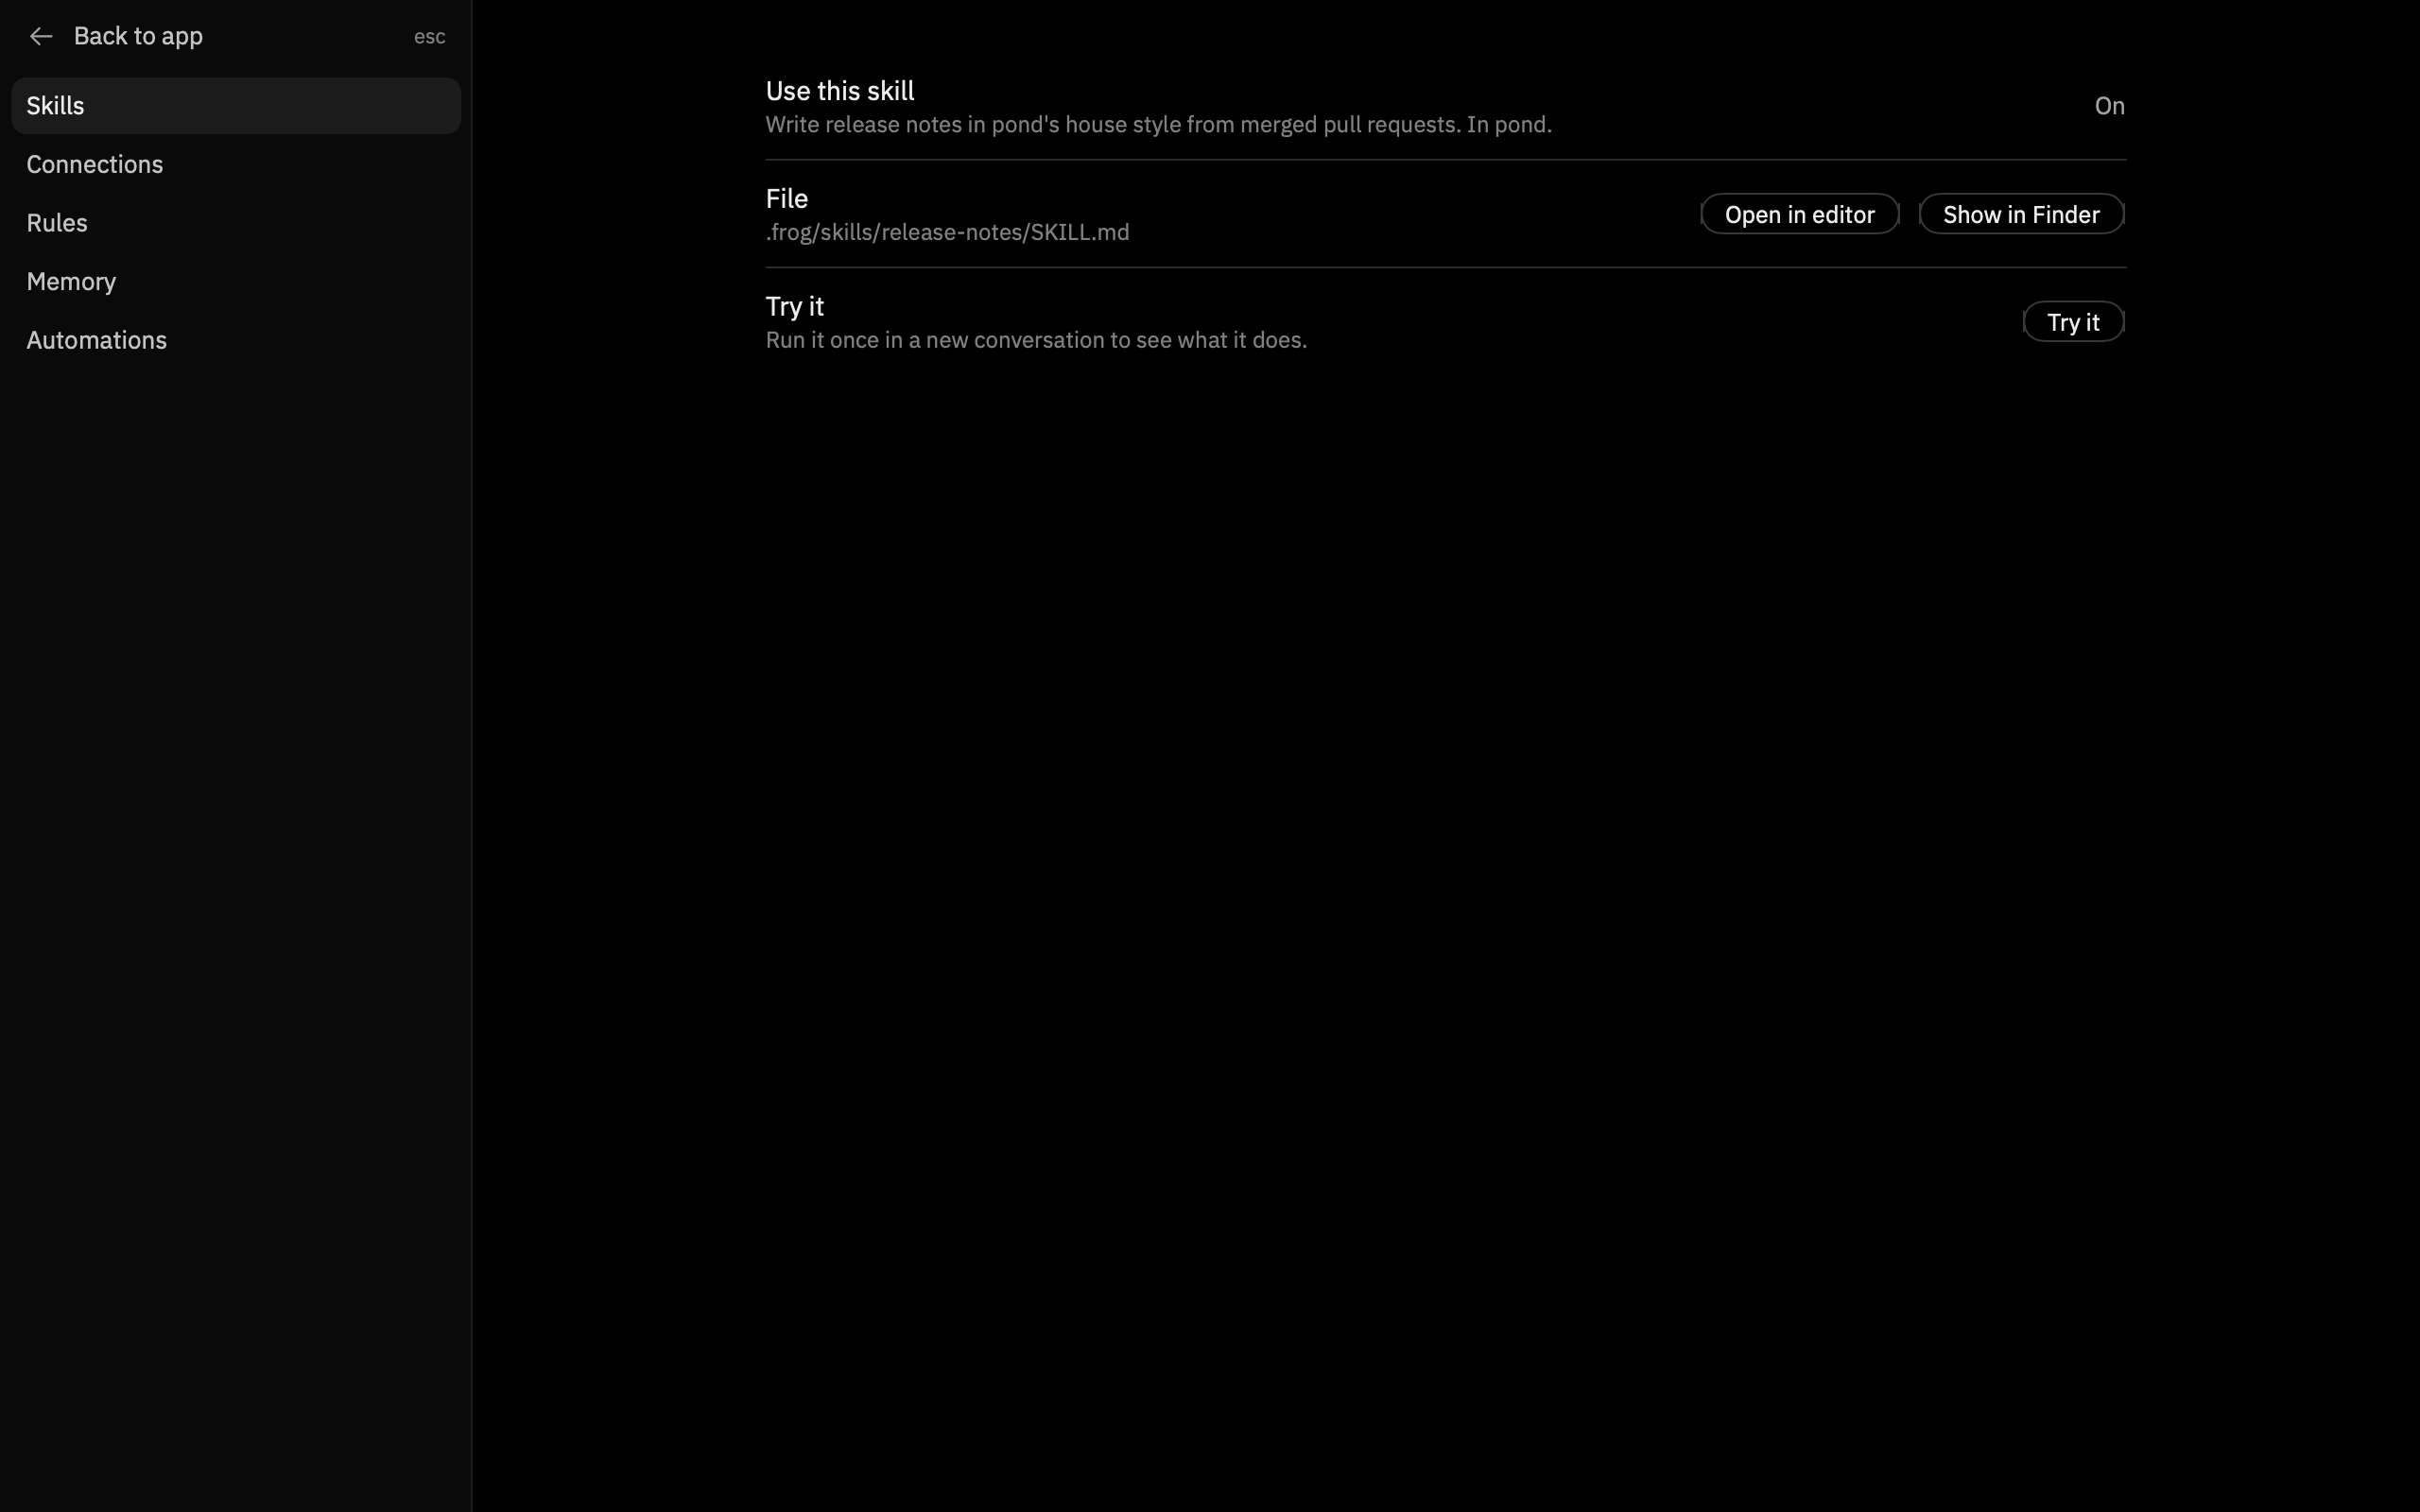 Back to app
esc
Skills
Connections
Rules
Memory
Automations
Use this skill
Write release notes in pond's house style from merged pull requests. In pond.
On
File
.frog/skills/release-notes/SKILL.md
Open in editor
Show in Finder
Try it
Run it once in a new conversation to see what it does.
Try it